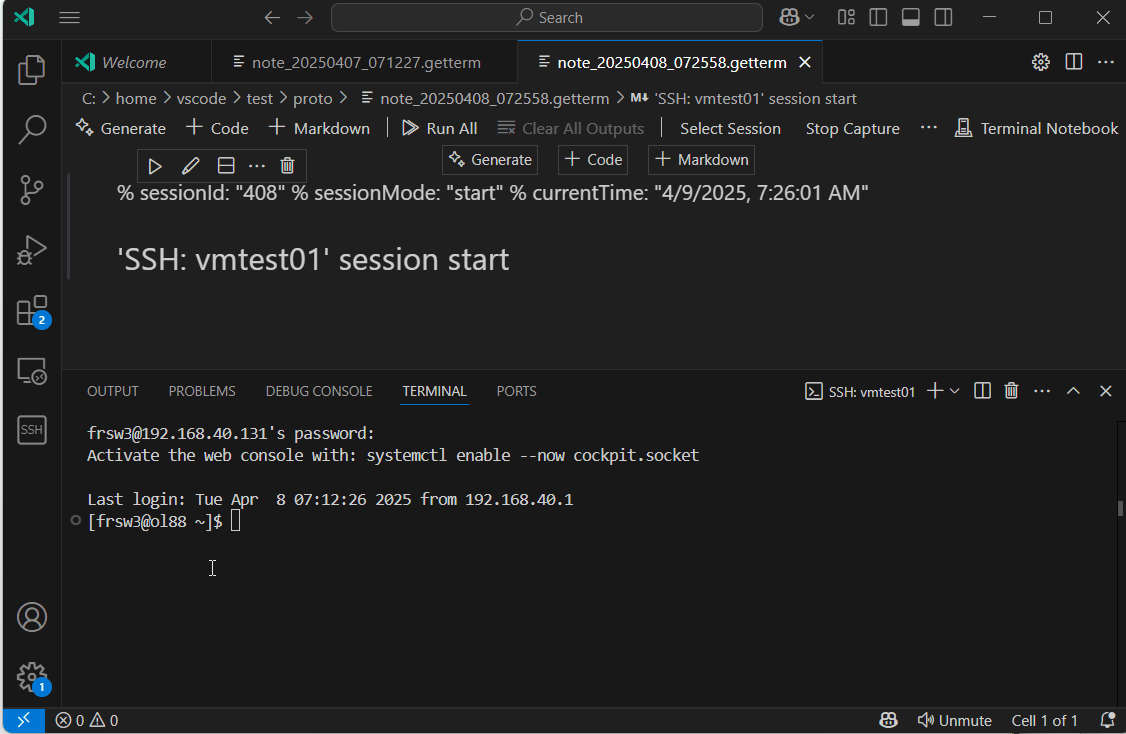 Search
Welcome
note_20250407_071227.getterm
note_20250408_072558.getterm
C: > home > vscode > test > proto > note_20250408_072558.getterm > M↓ 'SSH: vmtest01' session start
Generate + Code + Markdown Run All Clear All Outputs Select Session Stop Capture ··· Terminal Notebook
Generate + Code + Markdown
% sessionId: "408" % sessionMode: "start" % currentTime: "4/9/2025, 7:26:01 AM"
'SSH: vmtest01' session start
2
SSH
OUTPUT PROBLEMS DEBUG CONSOLE TERMINAL PORTS SSH: vmtest01
frsw3@192.168.40.131's password:
Activate the web console with: systemctl enable --now cockpit.socket
Last login: Tue Apr  8 07:12:26 2025 from 192.168.40.1
[frsw3@ol88 ~]$
1
0 0 Unmute Cell 1 of 1